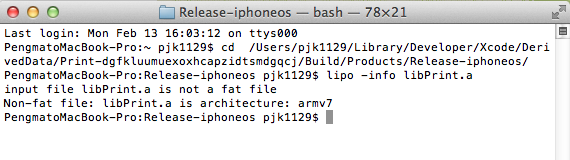 Release-iphoneos — bash — 78×21
Last login: Mon Feb 13 16:03:12 on ttys000
PengmatoMacBook-Pro:~ pjk1129$ cd  /Users/pjk1129/Library/Developer/Xcode/Deri
vedData/Print-dgfkluumuexoxhcapzidtsmdgqcj/Build/Products/Release-iphoneos/
PengmatoMacBook-Pro:Release-iphoneos pjk1129$ lipo -info libPrint.a
input file libPrint.a is not a fat file
Non-fat file: libPrint.a is architecture: armv7
PengmatoMacBook-Pro:Release-iphoneos pjk1129$